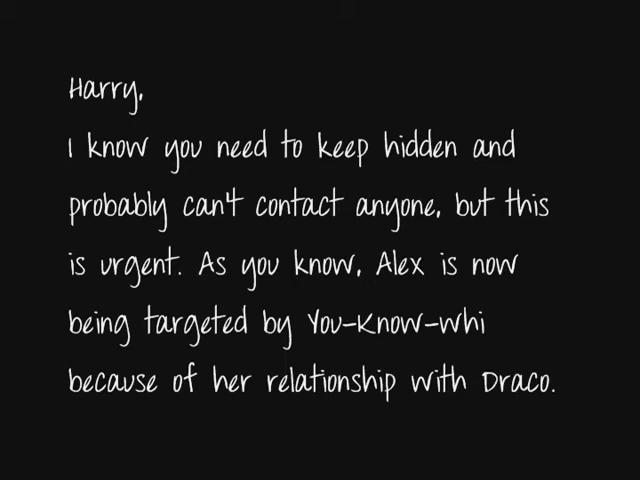 Harry,
I know you need to keep hidden and
probably can't contact anyone, but this
is urgent. As you know, Alex is now
being targeted by You-Know-Whi
because of her relationship with Draco.